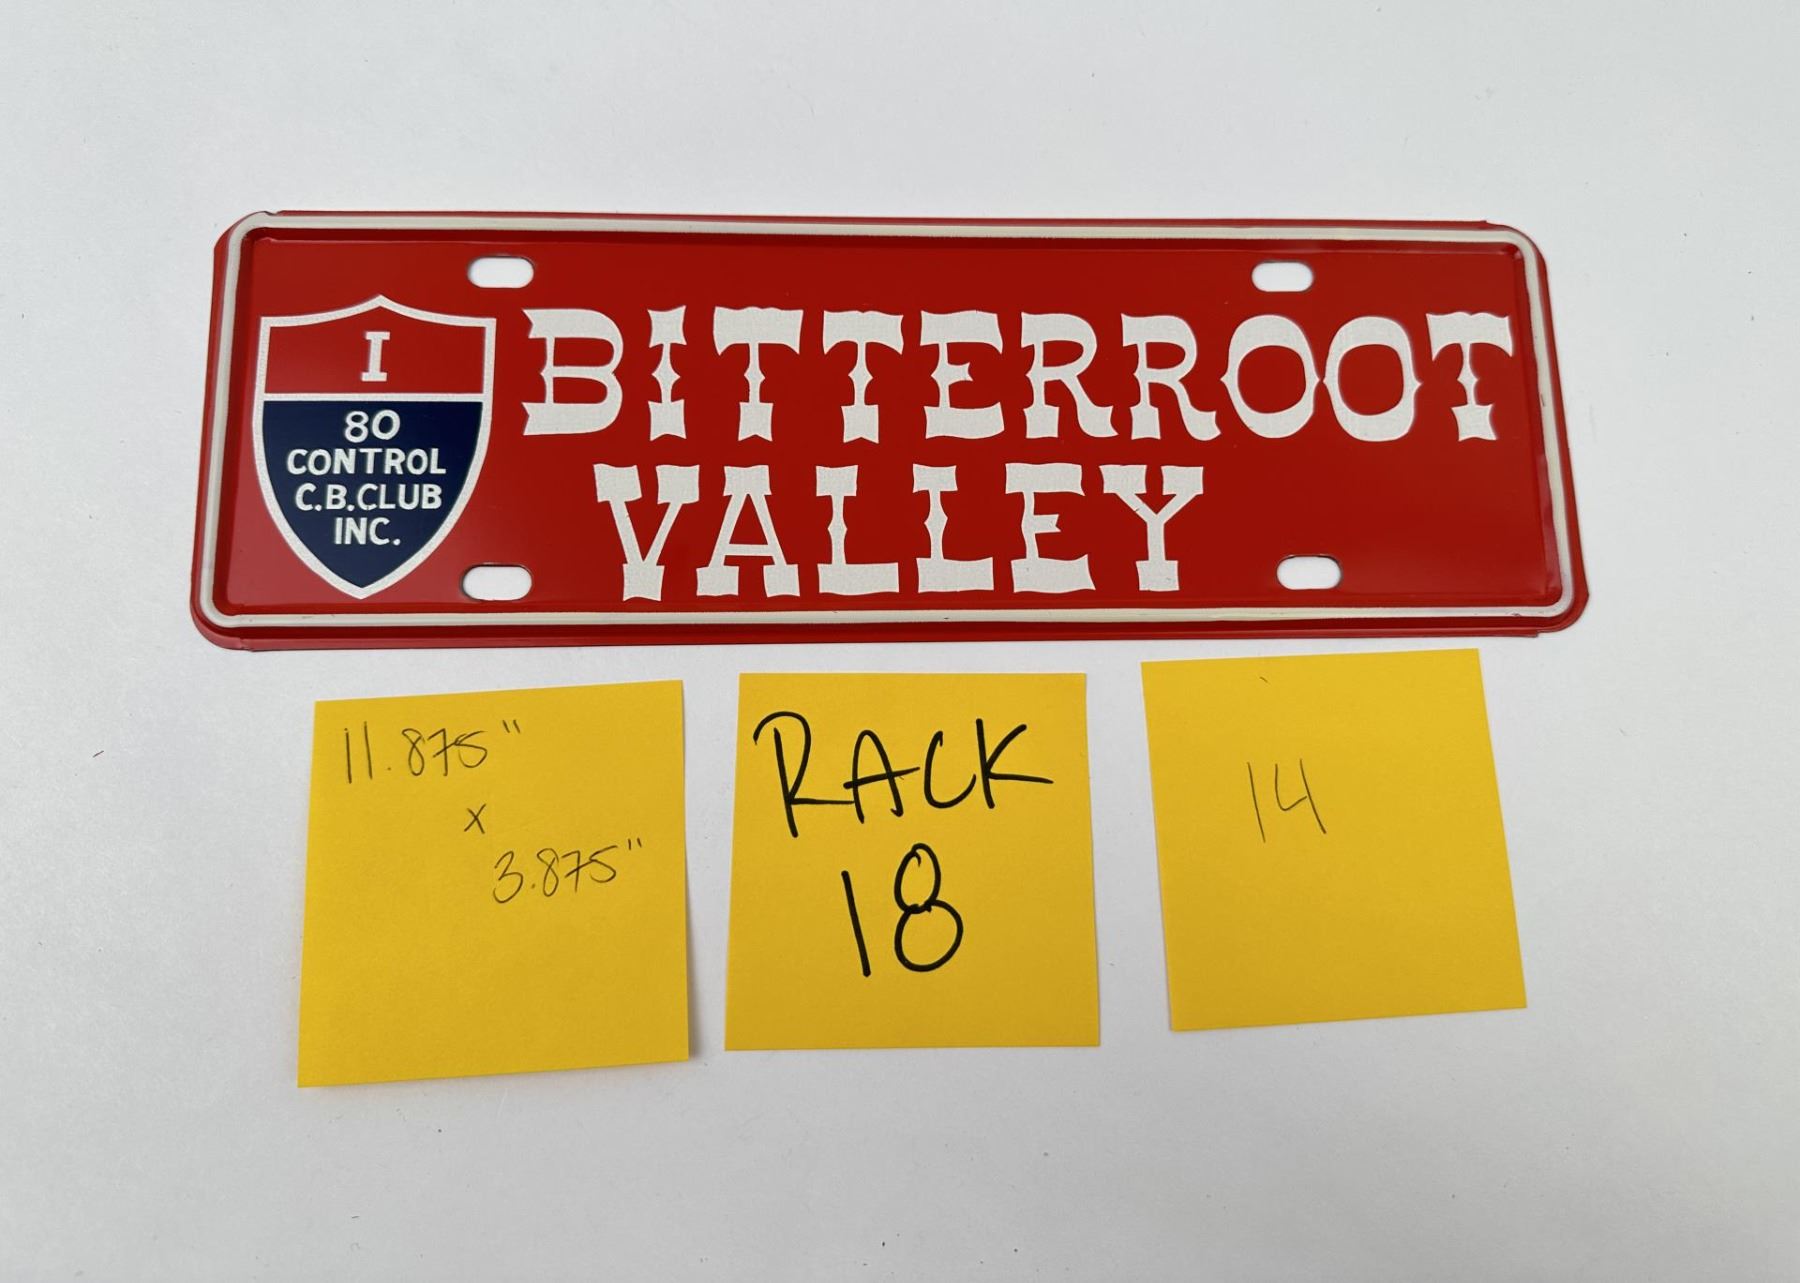 I
80
CONTROL
C.B.CLUB
INC.
BITTERROOT
VALLEY
11.875"
x
3.875"
RACK
18
14